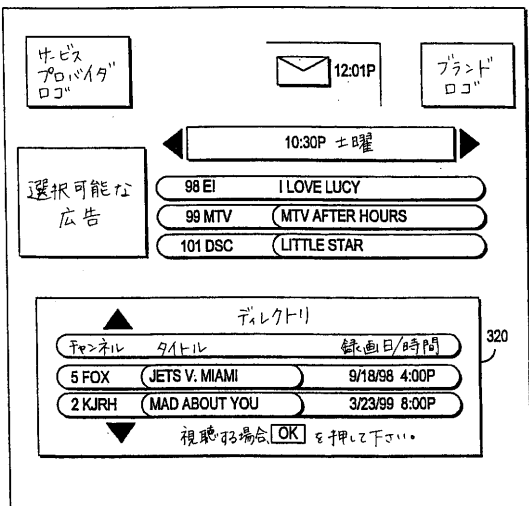 サービス
プロバイダ
ロゴ
12:01P
ブランド
ロゴ
10:30P 土曜
選択可能な
広告
98 EI I LOVE LUCY
99 MTV MTV AFTER HOURS
101 DSC LITTLE STAR
ディレクトリ
チャンネル タイトル 録画日/時間
320
5 FOX JETS V. MIAMI 9/18/98 4:00P
2 KJRH MAD ABOUT YOU 3/23/99 8:00P
視聴する場合、OK を押して下さい。